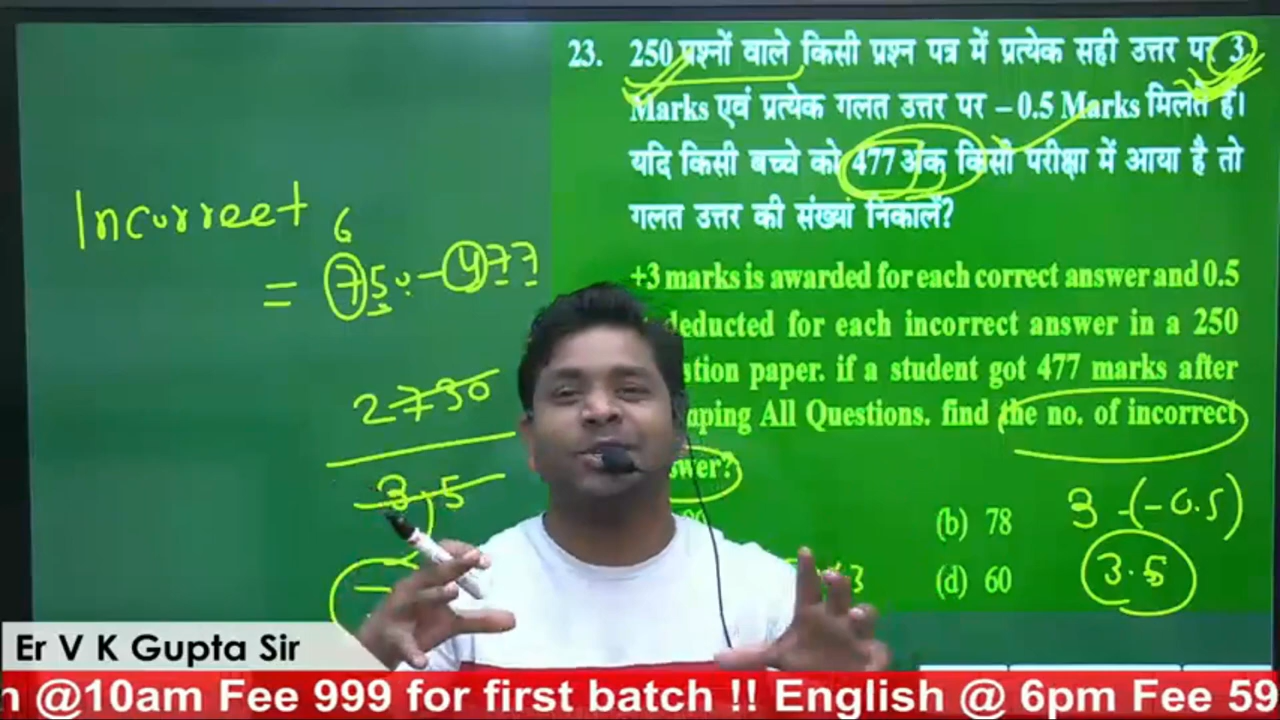 23. 250 प्रश्नों वाले किसी प्रश्न पत्र में प्रत्येक सही उत्तर पर 3
Marks एवं प्रत्येक गलत उत्तर पर – 0.5 Marks मिलते हैं।
यदि किसी बच्चे को 477 अंक किसी परीक्षा में आया है तो
गलत उत्तर की संख्या निकालें?
+3 marks is awarded for each correct answer and 0.5
deducted for each incorrect answer in a 250
stion paper. if a student got 477 marks after
mping All Questions. find the no. of incorrect
swer?
(b) 78
(d) 60
Incorreet
6
= 750 - 477
2730
3.5
3 -(-0.5)
3.5
Er V K Gupta Sir
n @10am Fee 999 for first batch !! English @ 6pm Fee 59